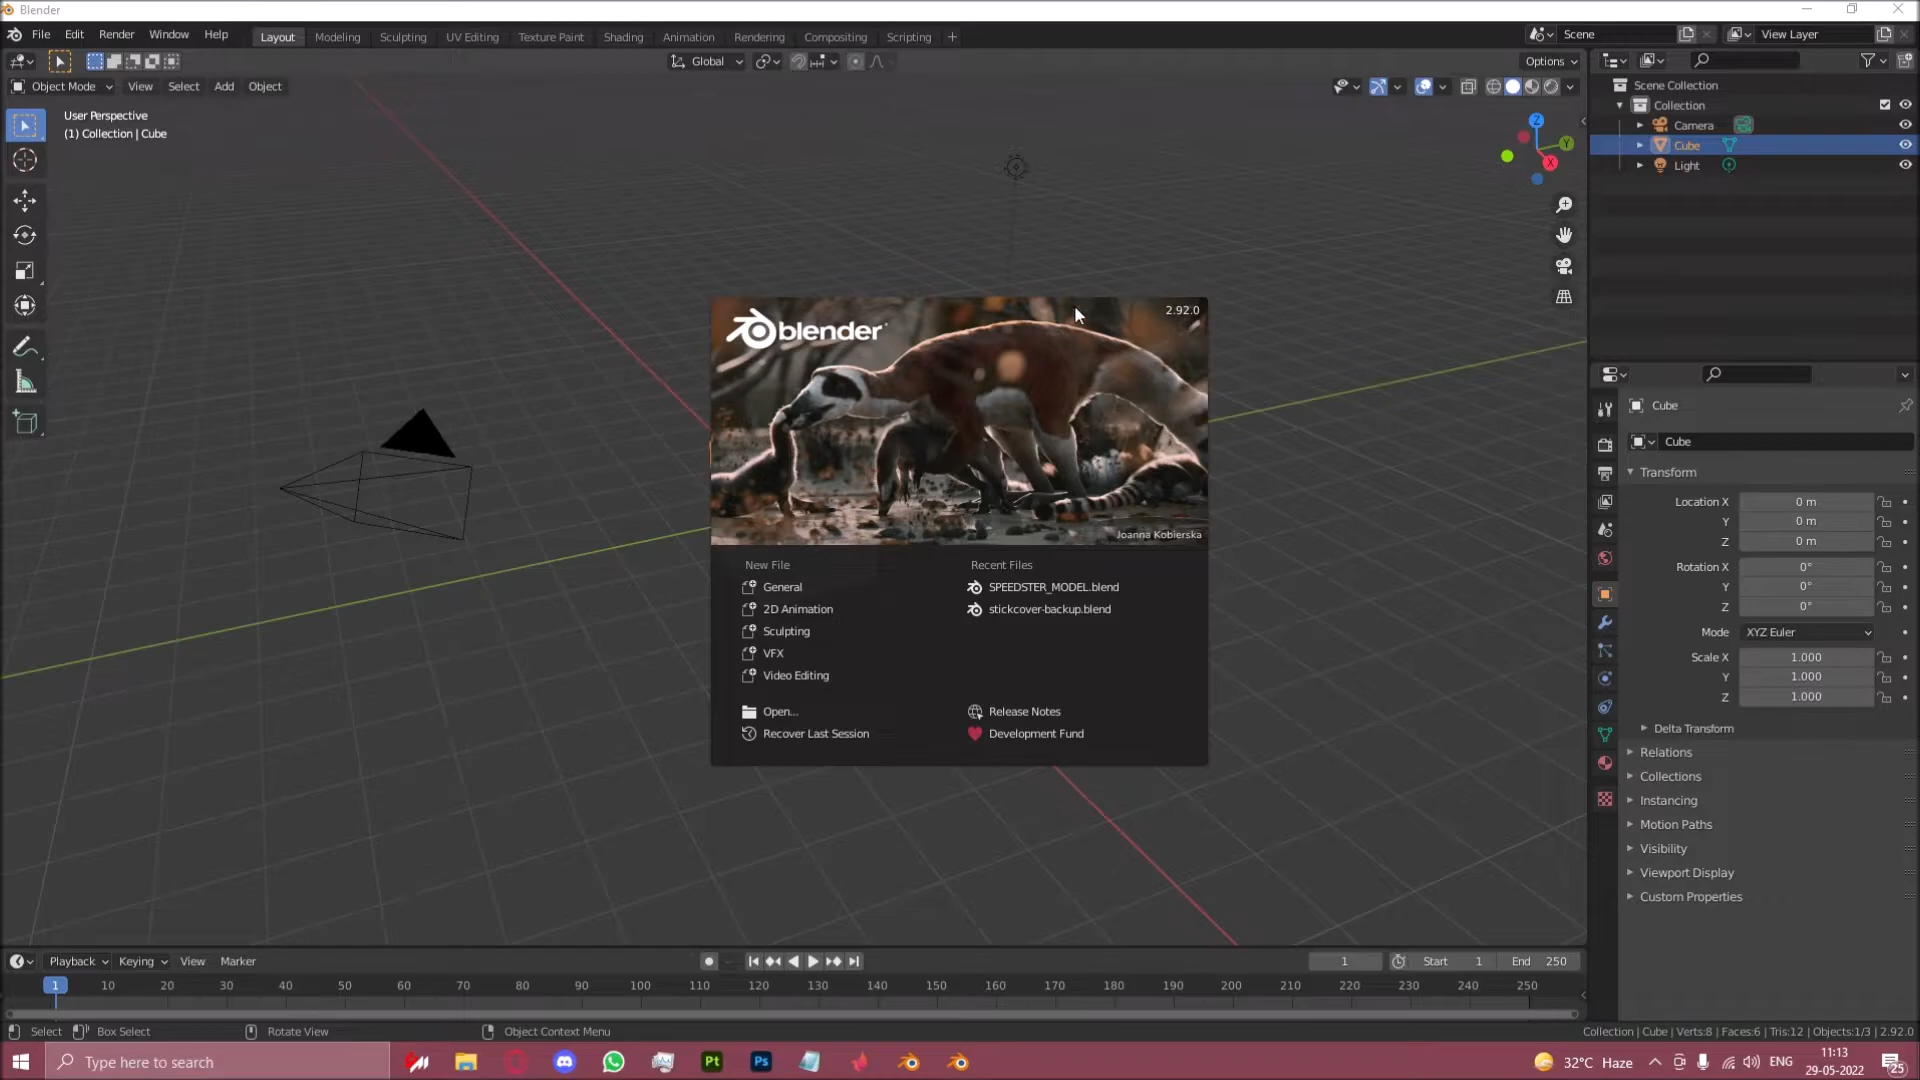 Blender
File Edit Render Window Help
Layout Modeling Sculpting UV Editing Texture Paint Shading Animation Rendering Compositing Scripting +
Scene View Layer
Global
Options
Object Mode View Select Add Object
User Perspective
(1) Collection | Cube
Z
Y
X
Scene Collection
Collection
Camera
Cube
Light
blender
2.92.0
Joanna Kobierska
New File
General
2D Animation
Sculpting
VFX
Video Editing
Open...
Recover Last Session
Recent Files
SPEEDSTER_MODEL.blend
stickcover-backup.blend
Release Notes
Development Fund
Cube
Cube
Transform
Location X 0 m
Y 0 m
Z 0 m
Rotation X 0°
Y 0°
Z 0°
Mode XYZ Euler
Scale X 1.000
Y 1.000
Z 1.000
Delta Transform
Relations
Collections
Instancing
Motion Paths
Visibility
Viewport Display
Custom Properties
Playback Keying View Marker
1 Start 1 End 250
1 10 20 30 40 50 60 70 80 90 100 110 120 130 140 150 160 170 180 190 200 210 220 230 240 250
Select Box Select Rotate View Object Context Menu
Collection | Cube | Verts:8 | Faces:6 | Tris:12 | Objects:1/3 | 2.92.0
Type here to search
Pt Ps
32°C Haze
ENG
11:13
29-05-2022
25